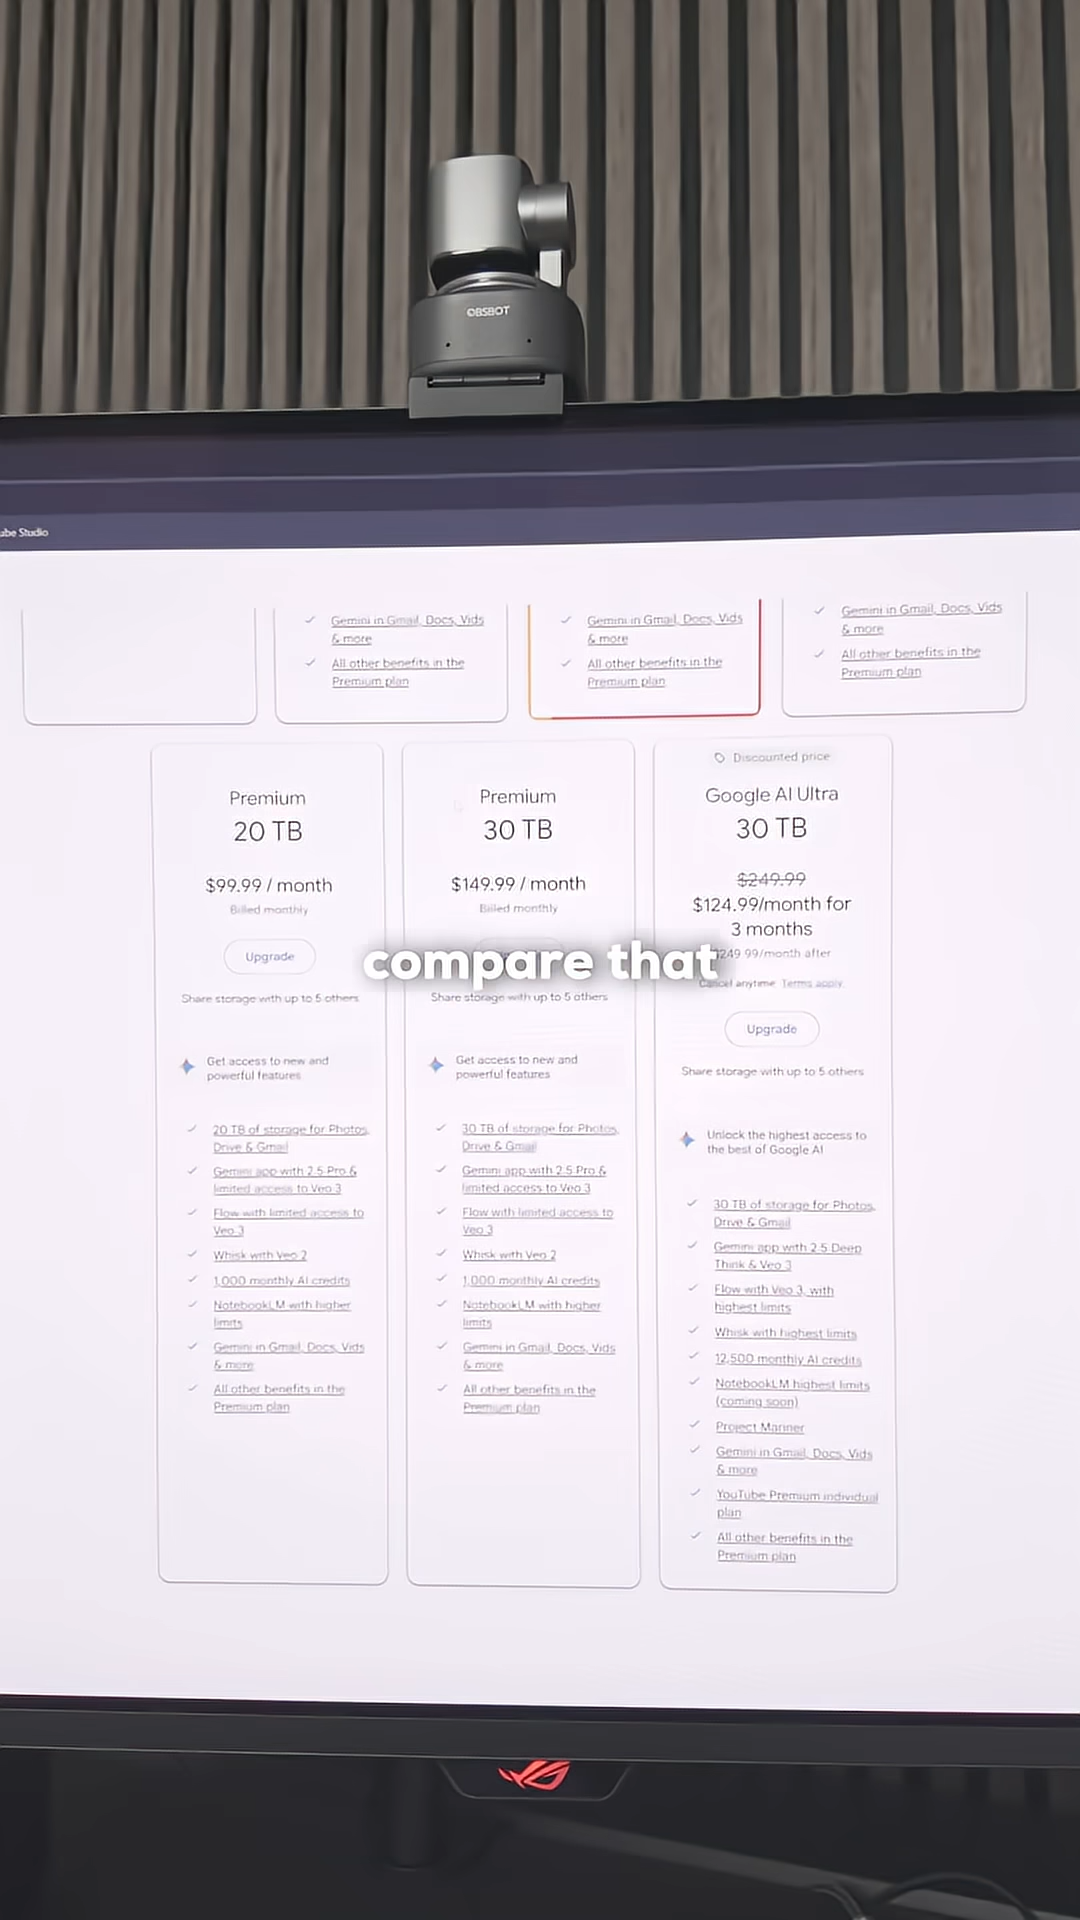 OBSBOT
ube Studio
Gemini in Gmail, Docs, Vids
& more
All other benefits in the
Premium plan
Gemini in Gmail, Docs, Vids
& more
All other benefits in the
Premium plan
Gemini in Gmail, Docs, Vids
& more
All other benefits in the
Premium plan
Premium
20 TB
$99.99 / month
Billed monthly
Upgrade
Share storage with up to 5 others
Get access to new and
powerful features
20 TB of storage for Photos,
Drive & Gmail
Gemini app with 2.5 Pro &
limited access to Veo 3
Flow with limited access to
Veo 3
Whisk with Veo 2
1,000 monthly AI credits
NotebookLM with higher
limits
Gemini in Gmail, Docs, Vids
& more
All other benefits in the
Premium plan
Premium
30 TB
$149.99 / month
Billed monthly
Share storage with up to 5 others
Get access to new and
powerful features
30 TB of storage for Photos,
Drive & Gmail
Gemini app with 2.5 Pro &
limited access to Veo 3
Flow with limited access to
Veo 3
Whisk with Veo 2
1,000 monthly AI credits
NotebookLM with higher
limits
Gemini in Gmail, Docs, Vids
& more
All other benefits in the
Premium plan
Discounted price
Google AI Ultra
30 TB
$249.99
$124.99/month for
3 months
249.99/month after
Cancel anytime. Terms apply.
Upgrade
Share storage with up to 5 others
Unlock the highest access to
the best of Google AI
30 TB of storage for Photos,
Drive & Gmail
Gemini app with 2.5 Deep
Think & Veo 3
Flow with Veo 3, with
highest limits
Whisk with highest limits
12,500 monthly AI credits
NotebookLM highest limits
(coming soon)
Project Mariner
Gemini in Gmail, Docs, Vids
& more
YouTube Premium individual
plan
All other benefits in the
Premium plan
compare that